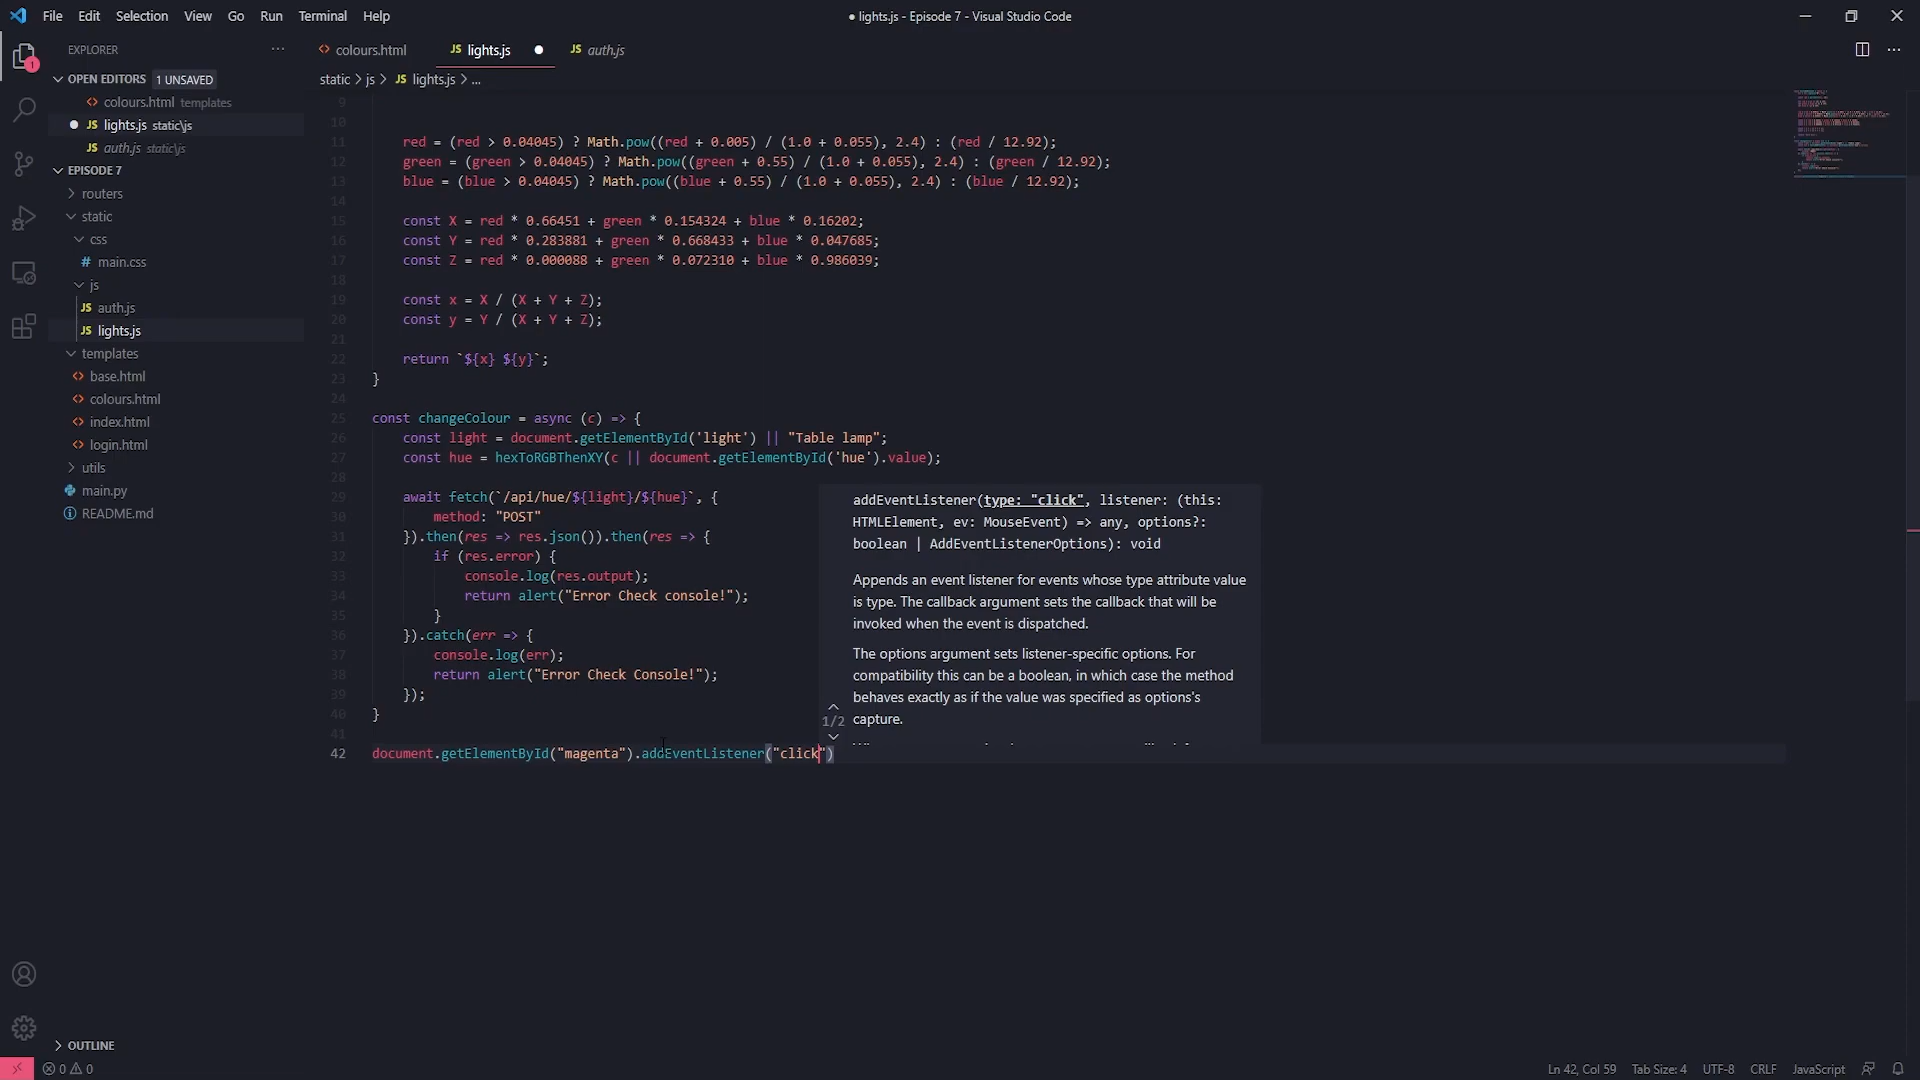 File Edit Selection View Go Run Terminal Help
● lights.js - Episode 7 - Visual Studio Code
EXPLORER
OPEN EDITORS 1 UNSAVED
colours.html templates
JS lights.js static\js
JS auth.js static\js
EPISODE 7
routers
static
css
# main.css
js
JS auth.js
JS lights.js
templates
base.html
colours.html
index.html
login.html
utils
main.py
README.md
OUTLINE
1
colours.html
JS lights.js
JS auth.js
static > js > JS lights.js > ...
9
10
11 red = (red > 0.04045) ? Math.pow((red + 0.005) / (1.0 + 0.055), 2.4) : (red / 12.92);
12 green = (green > 0.04045) ? Math.pow((green + 0.55) / (1.0 + 0.055), 2.4) : (green / 12.92);
13 blue = (blue > 0.04045) ? Math.pow((blue + 0.55) / (1.0 + 0.055), 2.4) : (blue / 12.92);
14
15 const X = red * 0.66451 + green * 0.154324 + blue * 0.16202;
16 const Y = red * 0.283881 + green * 0.668433 + blue * 0.047685;
17 const Z = red * 0.000088 + green * 0.072310 + blue * 0.986039;
18
19 const x = X / (X + Y + Z);
20 const y = Y / (X + Y + Z);
21
22 return `${x} ${y}`;
23 }
24
25 const changeColour = async (c) => {
26 const light = document.getElementById('light') || "Table lamp";
27 const hue = hexToRGBThenXY(c || document.getElementById('hue').value);
28
29 await fetch(`/api/hue/${light}/${hue}`, {
30 method: "POST"
31 }).then(res => res.json()).then(res => {
32 if (res.error) {
33 console.log(res.output);
34 return alert("Error Check console!");
35 }
36 }).catch(err => {
37 console.log(err);
38 return alert("Error Check Console!");
39 });
40 }
41
42 document.getElementById("magenta").addEventListener("click")
addEventListener(type: "click", listener: (this:
HTMLElement, ev: MouseEvent) => any, options?:
boolean | AddEventListenerOptions): void
Appends an event listener for events whose type attribute value
is type. The callback argument sets the callback that will be
invoked when the event is dispatched.
The options argument sets listener-specific options. For
compatibility this can be a boolean, in which case the method
behaves exactly as if the value was specified as options's
capture.
1/2
0 0
Ln 42, Col 59 Tab Size: 4 UTF-8 CRLF JavaScript